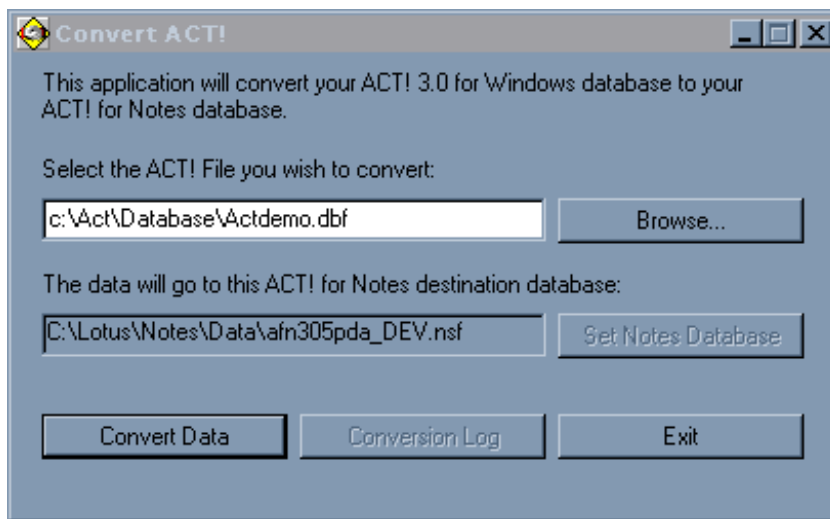 Convert ACT!
This application will convert your ACT! 3.0 for Windows database to your
ACT! for Notes database.
Select the ACT! File you wish to convert:
c:\Act\Database\Actdemo.dbf
Browse...
The data will go to this ACT! for Notes destination database:
C:\Lotus\Notes\Data\afn305pda_DEV.nsf
Set Notes Database
Convert Data
Conversion Log
Exit